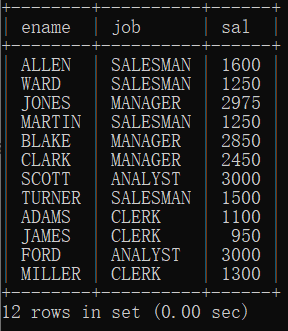 +--------+----------+------+
| ename | job | sal |
+--------+----------+------+
| ALLEN | SALESMAN | 1600 |
| WARD | SALESMAN | 1250 |
| JONES | MANAGER | 2975 |
| MARTIN | SALESMAN | 1250 |
| BLAKE | MANAGER | 2850 |
| CLARK | MANAGER | 2450 |
| SCOTT | ANALYST | 3000 |
| TURNER | SALESMAN | 1500 |
| ADAMS | CLERK | 1100 |
| JAMES | CLERK | 950 |
| FORD | ANALYST | 3000 |
| MILLER | CLERK | 1300 |
+--------+----------+------+
12 rows in set (0.00 sec)